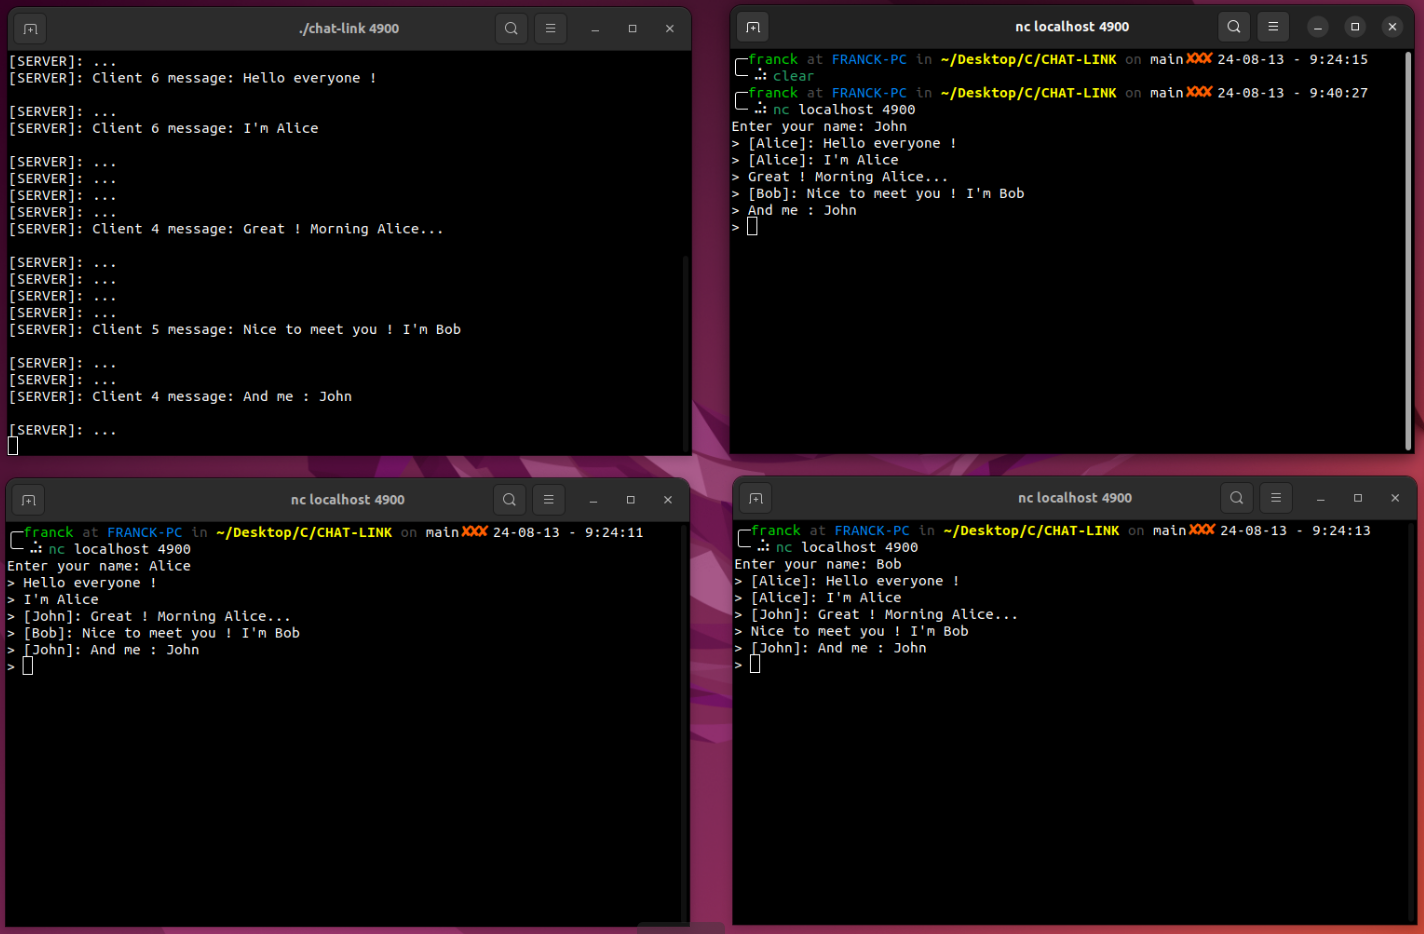 ./chat-link 4900
[SERVER]: ...
[SERVER]: Client 6 message: Hello everyone !
[SERVER]: ...
[SERVER]: Client 6 message: I'm Alice
[SERVER]: ...
[SERVER]: ...
[SERVER]: ...
[SERVER]: ...
[SERVER]: Client 4 message: Great ! Morning Alice...
[SERVER]: ...
[SERVER]: ...
[SERVER]: ...
[SERVER]: ...
[SERVER]: Client 5 message: Nice to meet you ! I'm Bob
[SERVER]: ...
[SERVER]: ...
[SERVER]: Client 4 message: And me : John
[SERVER]: ...
nc localhost 4900
franck at FRANCK-PC in ~/Desktop/C/CHAT-LINK on main✘✘✘ 24-08-13 - 9:24:15
clear
franck at FRANCK-PC in ~/Desktop/C/CHAT-LINK on main✘✘✘ 24-08-13 - 9:40:27
nc localhost 4900
Enter your name: John
> [Alice]: Hello everyone !
> [Alice]: I'm Alice
> Great ! Morning Alice...
> [Bob]: Nice to meet you ! I'm Bob
> And me : John
>
nc localhost 4900
franck at FRANCK-PC in ~/Desktop/C/CHAT-LINK on main✘✘✘ 24-08-13 - 9:24:11
nc localhost 4900
Enter your name: Alice
> Hello everyone !
> I'm Alice
> [John]: Great ! Morning Alice...
> [Bob]: Nice to meet you ! I'm Bob
> [John]: And me : John
>
nc localhost 4900
franck at FRANCK-PC in ~/Desktop/C/CHAT-LINK on main✘✘✘ 24-08-13 - 9:24:13
nc localhost 4900
Enter your name: Bob
> [Alice]: Hello everyone !
> [Alice]: I'm Alice
> [John]: Great ! Morning Alice...
> Nice to meet you ! I'm Bob
> [John]: And me : John
>